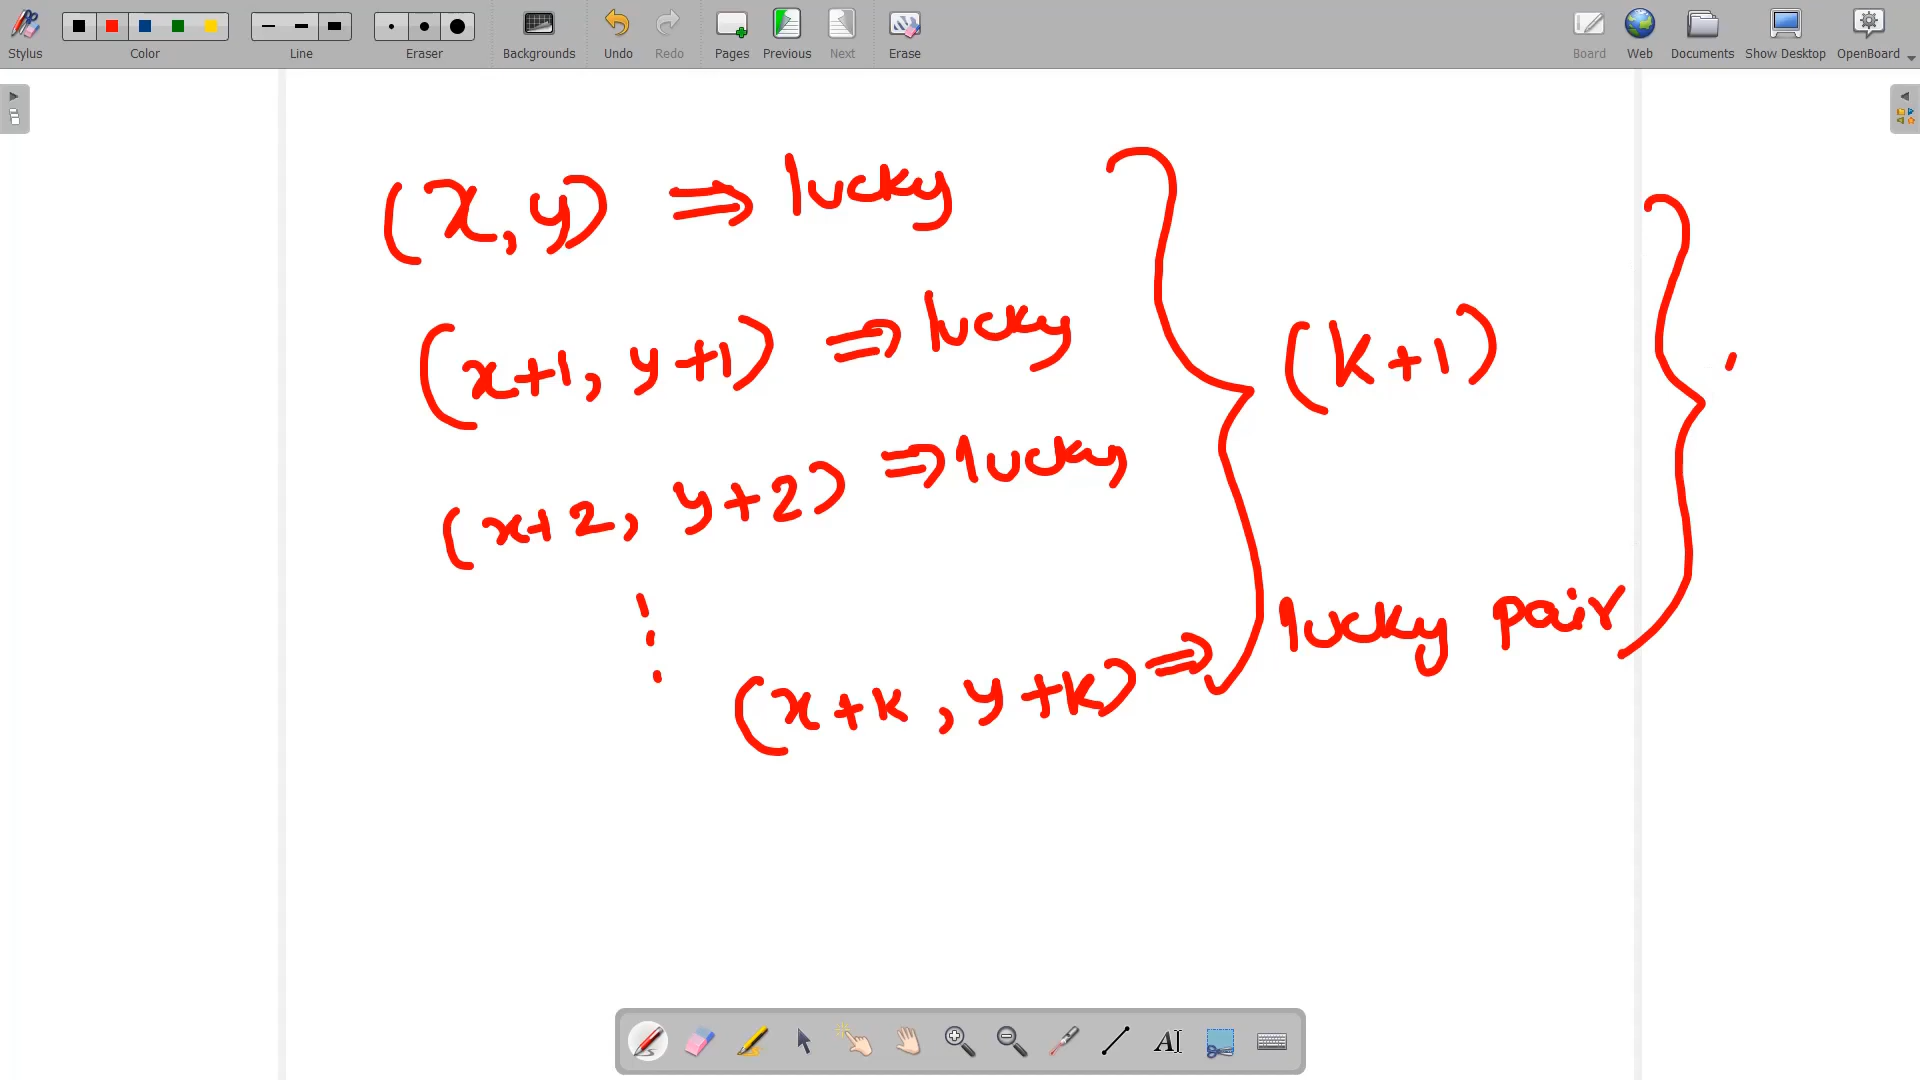 Stylus Color Line Eraser Backgrounds Undo Redo Pages Previous Next Erase Board Web Documents Show Desktop OpenBoard
(x, y) ⇒ lucky
(x+1, y+1) ⇒ lucky
(k+1)
(x+2, y+2) ⇒ lucky
⋮
lucky pair
(x+k, y+k) ⇒